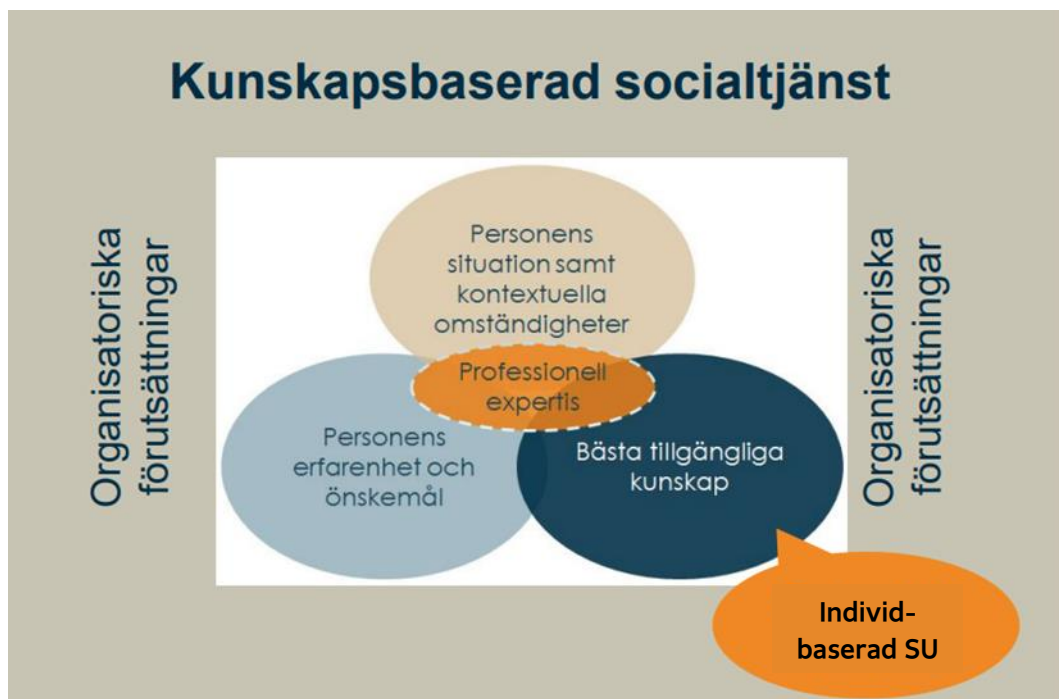 Kunskapsbaserad socialtjänst
Organisatoriska
förutsättningar
Personens
situation samt
kontextuella
omständigheter
Professionell
expertis
Personens
erfarenhet och
önskemål
Bästa tillgängliga
kunskap
Organisatoriska
förutsättningar
Individ-
baserad SU